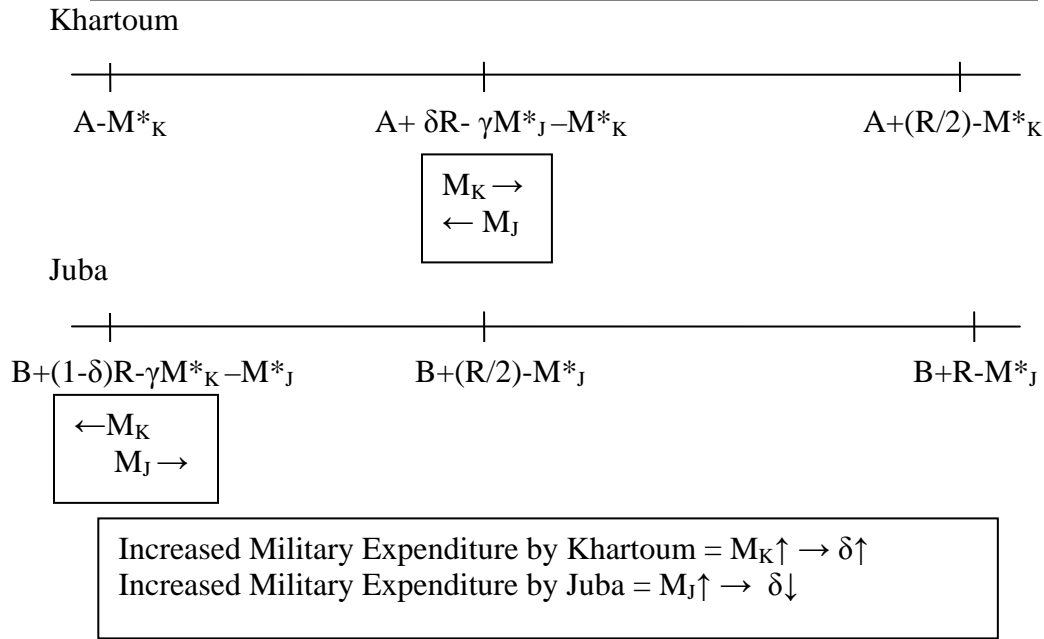 Khartoum
A-M*K A+ δR- γM*J–M*K A+(R/2)-M*K
MK →
← MJ
Juba
B+(1-δ)R-γM*K–M*J B+(R/2)-M*J B+R-M*J
←MK
MJ →
Increased Military Expenditure by Khartoum = MK↑ → δ↑
Increased Military Expenditure by Juba = MJ↑ → δ↓